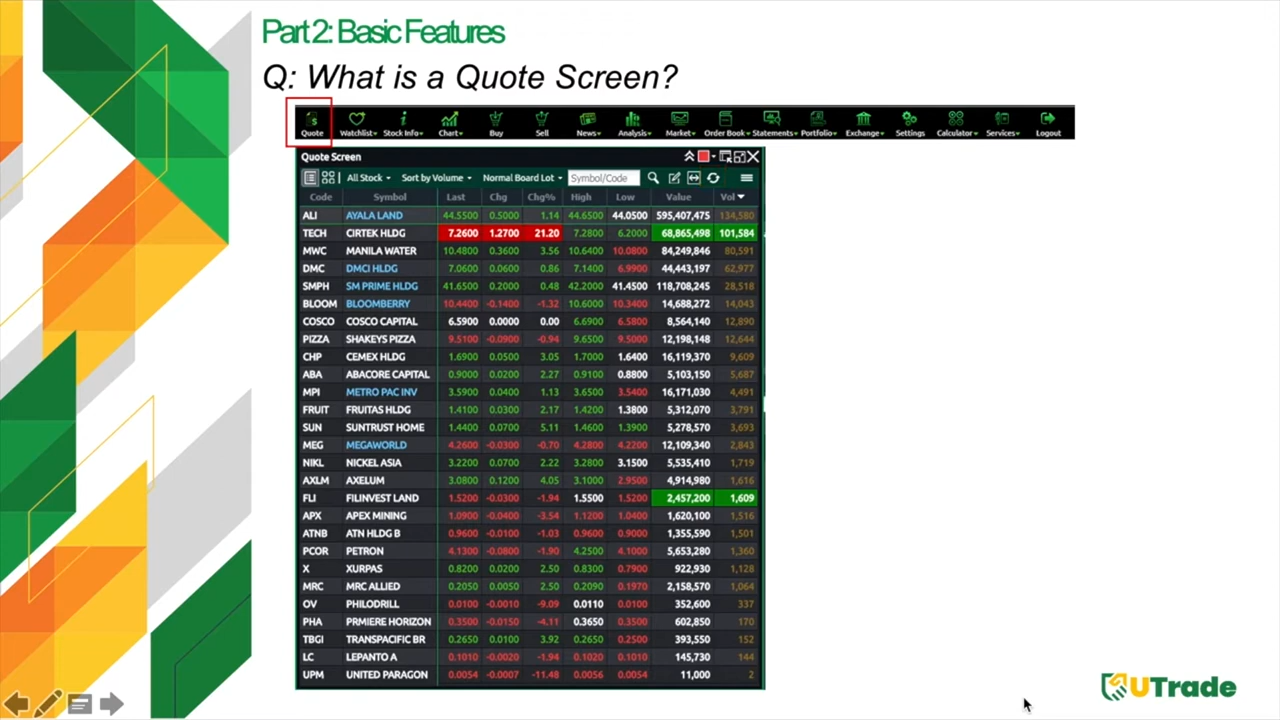 Part 2: Basic Features
Q: What is a Quote Screen?
Quote Watchlist Stock Info Chart Buy Sell News Analysis Market Order Book Statements Portfolio Exchange Settings Calculator Services Logout
Quote Screen
All Stock Sort by Volume Normal Board Lot Symbol/Code
Code Symbol Last Chg Chg% High Low Value Vol
ALI AYALA LAND 44.5500 0.5000 1.14 44.6500 44.0500 595,407,475 134,580
TECH CIRTEK HLDG 7.2600 1.2700 21.20 7.2800 6.2000 68,865,498 101,584
MWC MANILA WATER 10.4800 0.3600 3.56 10.6400 10.0800 84,249,846 80,591
DMC DMCI HLDG 7.0600 0.0600 0.86 7.1400 6.9900 44,443,197 62,977
SMPH SM PRIME HLDG 41.6500 0.2000 0.48 42.2000 41.4500 118,708,245 28,518
BLOOM BLOOMBERRY 10.4400 -0.1400 -1.32 10.6000 10.3400 14,688,272 14,043
COSCO COSCO CAPITAL 6.5900 0.0000 0.00 6.6900 6.5800 8,564,140 12,890
PIZZA SHAKEYS PIZZA 9.5100 -0.0900 -0.94 9.6500 9.5000 12,198,148 12,644
CHP CEMEX HLDG 1.6900 0.0500 3.05 1.7000 1.6400 16,119,370 9,609
ABA ABACORE CAPITAL 0.9000 0.0200 2.27 0.9100 0.8800 5,103,150 5,687
MPI METRO PAC INV 3.5900 0.0400 1.13 3.6500 3.5400 16,171,030 4,491
FRUIT FRUITAS HLDG 1.4100 0.0300 2.17 1.4200 1.3800 5,312,070 3,791
SUN SUNTRUST HOME 1.4400 0.0700 5.11 1.4600 1.3900 5,278,570 3,693
MEG MEGAWORLD 4.2600 -0.0300 -0.70 4.2800 4.2200 12,109,340 2,843
NIKL NICKEL ASIA 3.2200 0.0700 2.22 3.2800 3.1500 5,535,410 1,719
AXLM AXELUM 3.0800 0.1200 4.05 3.1000 2.9500 4,914,980 1,616
FLI FILINVEST LAND 1.5200 -0.0300 -1.94 1.5500 1.5200 2,457,200 1,609
APX APEX MINING 1.0900 -0.0400 -3.54 1.1200 1.0400 1,620,100 1,516
ATNB ATN HLDG B 0.9600 -0.0100 -1.03 0.9600 0.9000 1,355,590 1,501
PCOR PETRON 4.1300 -0.0800 -1.90 4.2500 4.1000 5,653,280 1,360
X XURPAS 0.8200 0.0200 2.50 0.8300 0.7900 922,930 1,128
MRC MRC ALLIED 0.2050 0.0050 2.50 0.2090 0.1970 2,158,570 1,064
OV PHILODRILL 0.0100 -0.0010 -9.09 0.0110 0.0100 352,600 337
PHA PRMIERE HORIZON 0.3500 -0.0150 -4.11 0.3650 0.3500 602,850 170
TBGI TRANSPACIFIC BR 0.2650 0.0100 3.92 0.2650 0.2500 393,550 152
LC LEPANTO A 0.1010 -0.0020 -1.94 0.1020 0.1010 145,730 144
UPM UNITED PARAGON 0.0054 -0.0007 -11.48 0.0056 0.0054 11,000 2
UTrade